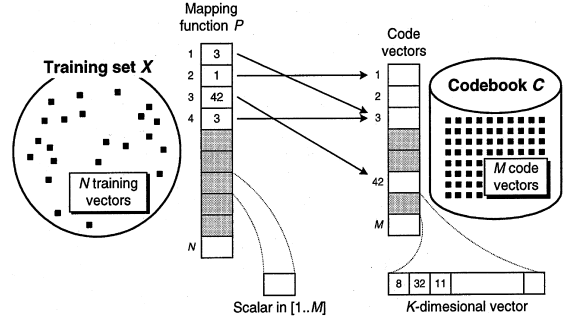 Mapping
function P
Training set X
1 3
2 1
3 42
4 3
N
N training
vectors
Scalar in [1..M]
Code
vectors
1
2
3
42
M
Codebook C
M code
vectors
8 32 11
K-dimesional vector